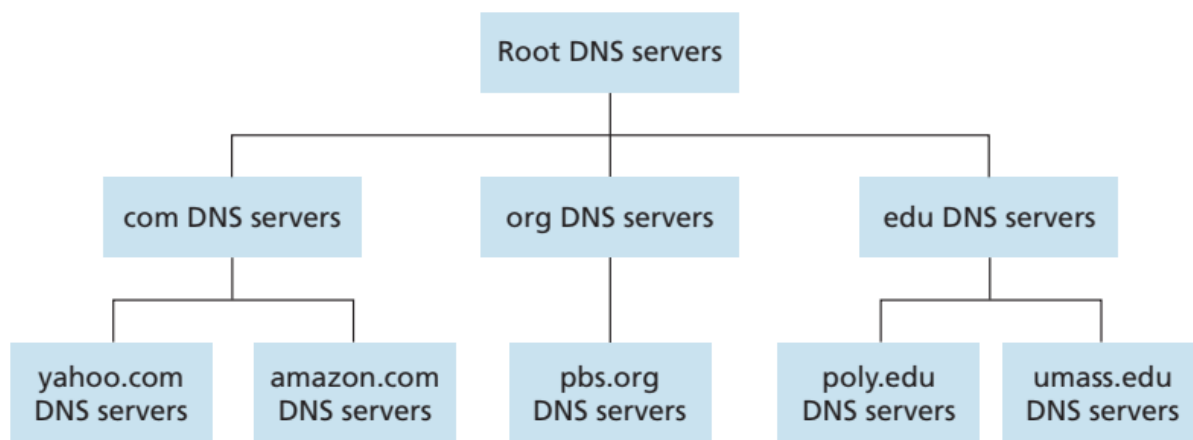 Root DNS servers
com DNS servers
org DNS servers
edu DNS servers
yahoo.com
DNS servers
amazon.com
DNS servers
pbs.org
DNS servers
poly.edu
DNS servers
umass.edu
DNS servers